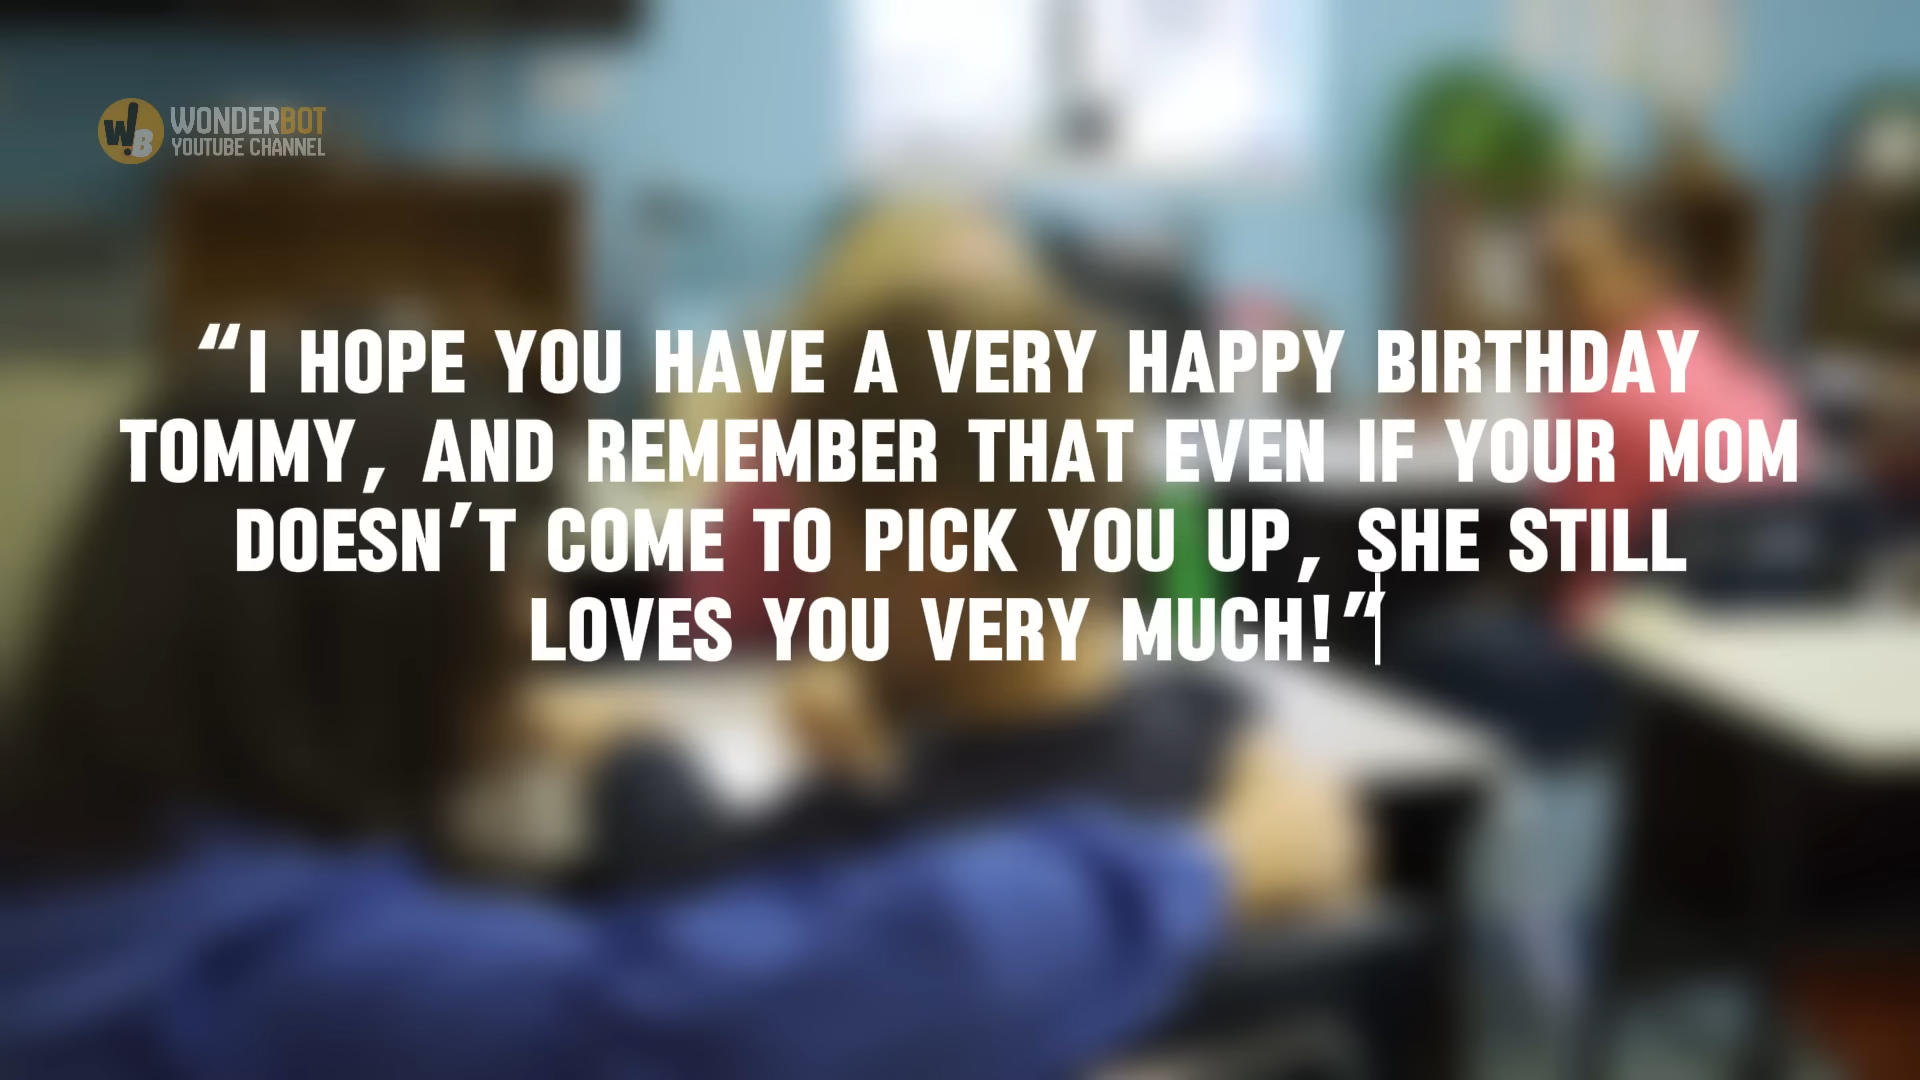 WONDERBOT
YOUTUBE CHANNEL
“I HOPE YOU HAVE A VERY HAPPY BIRTHDAY
TOMMY, AND REMEMBER THAT EVEN IF YOUR MOM
DOESN’T COME TO PICK YOU UP, SHE STILL
LOVES YOU VERY MUCH!”